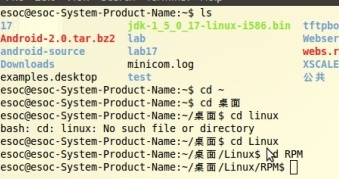 esoc@esoc-System-Product-Name:~$ ls
17 jdk-1_5_0_17-linux-i586.bin tftpbo
Android-2.0.tar.bz2 lab Webser
android-source lab17 webs.r
Downloads minicom.log XSCALE
examples.desktop test 公共
esoc@esoc-System-Product-Name:~$ cd ~
esoc@esoc-System-Product-Name:~$ cd 桌面
esoc@esoc-System-Product-Name:~/桌面$ cd linux
bash: cd: linux: No such file or directory
esoc@esoc-System-Product-Name:~/桌面$ cd Linux
esoc@esoc-System-Product-Name:~/桌面/Linux$ cd RPM
esoc@esoc-System-Product-Name:~/桌面/Linux/RPM$